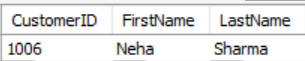 CustomerID FirstName LastName
1006 Neha Sharma